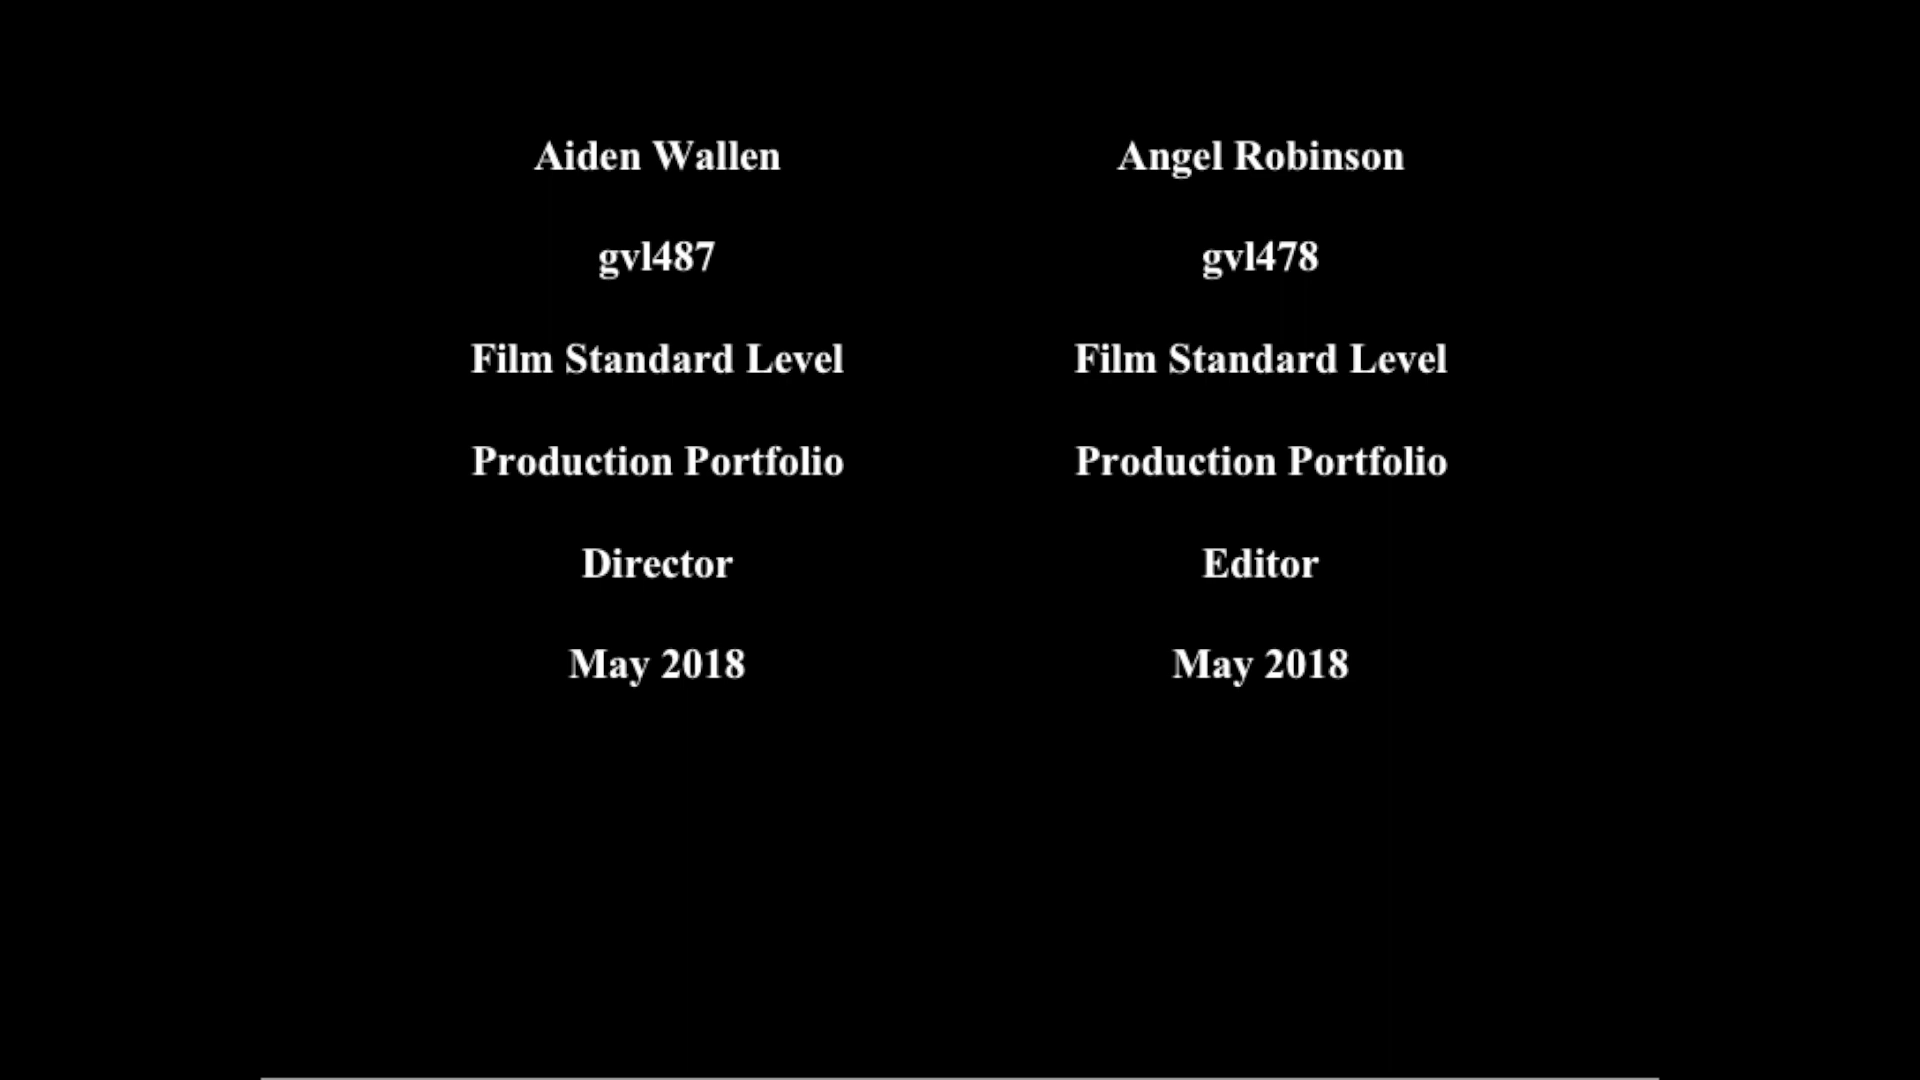 Aiden Wallen
gvl487
Film Standard Level
Production Portfolio
Director
May 2018
Angel Robinson
gvl478
Film Standard Level
Production Portfolio
Editor
May 2018